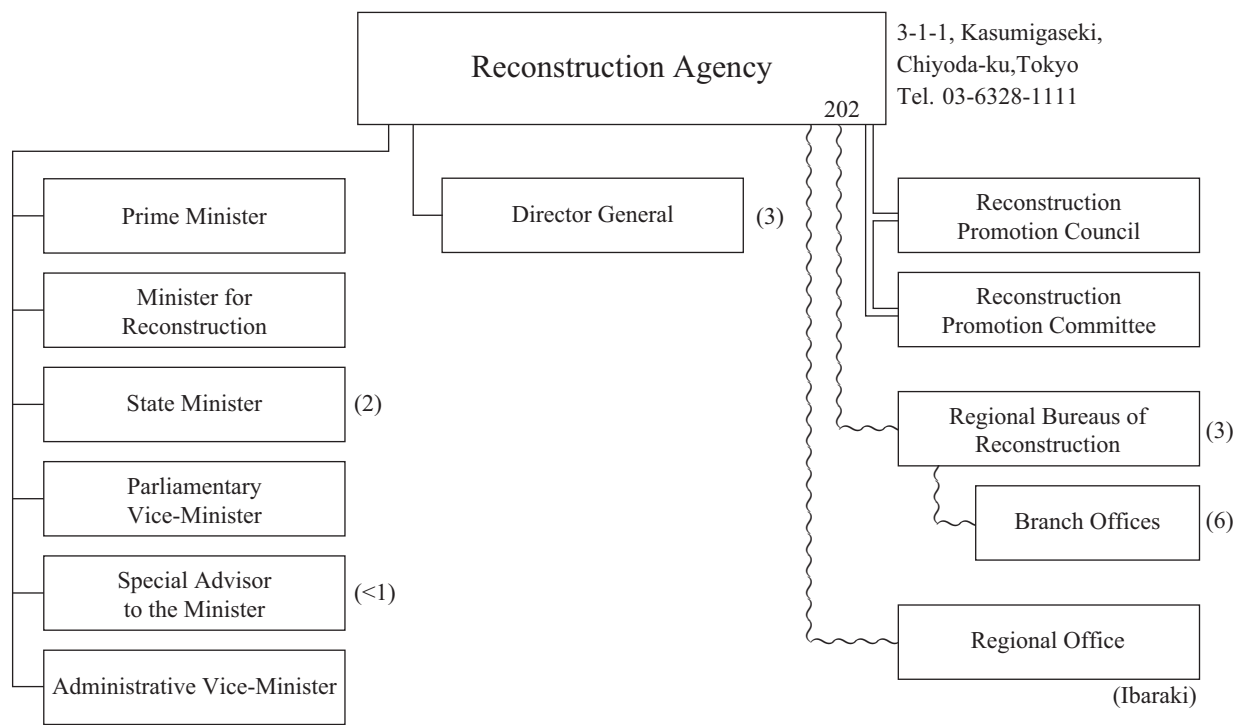 Reconstruction Agency
202
3-1-1, Kasumigaseki,
Chiyoda-ku,Tokyo
Tel. 03-6328-1111
Prime Minister
Minister for
Reconstruction
State Minister
(2)
Parliamentary
Vice-Minister
Special Advisor
to the Minister
(<1)
Administrative Vice-Minister
Director General
(3)
Reconstruction
Promotion Council
Reconstruction
Promotion Committee
Regional Bureaus of
Reconstruction
(3)
Branch Offices
(6)
Regional Office
(Ibaraki)